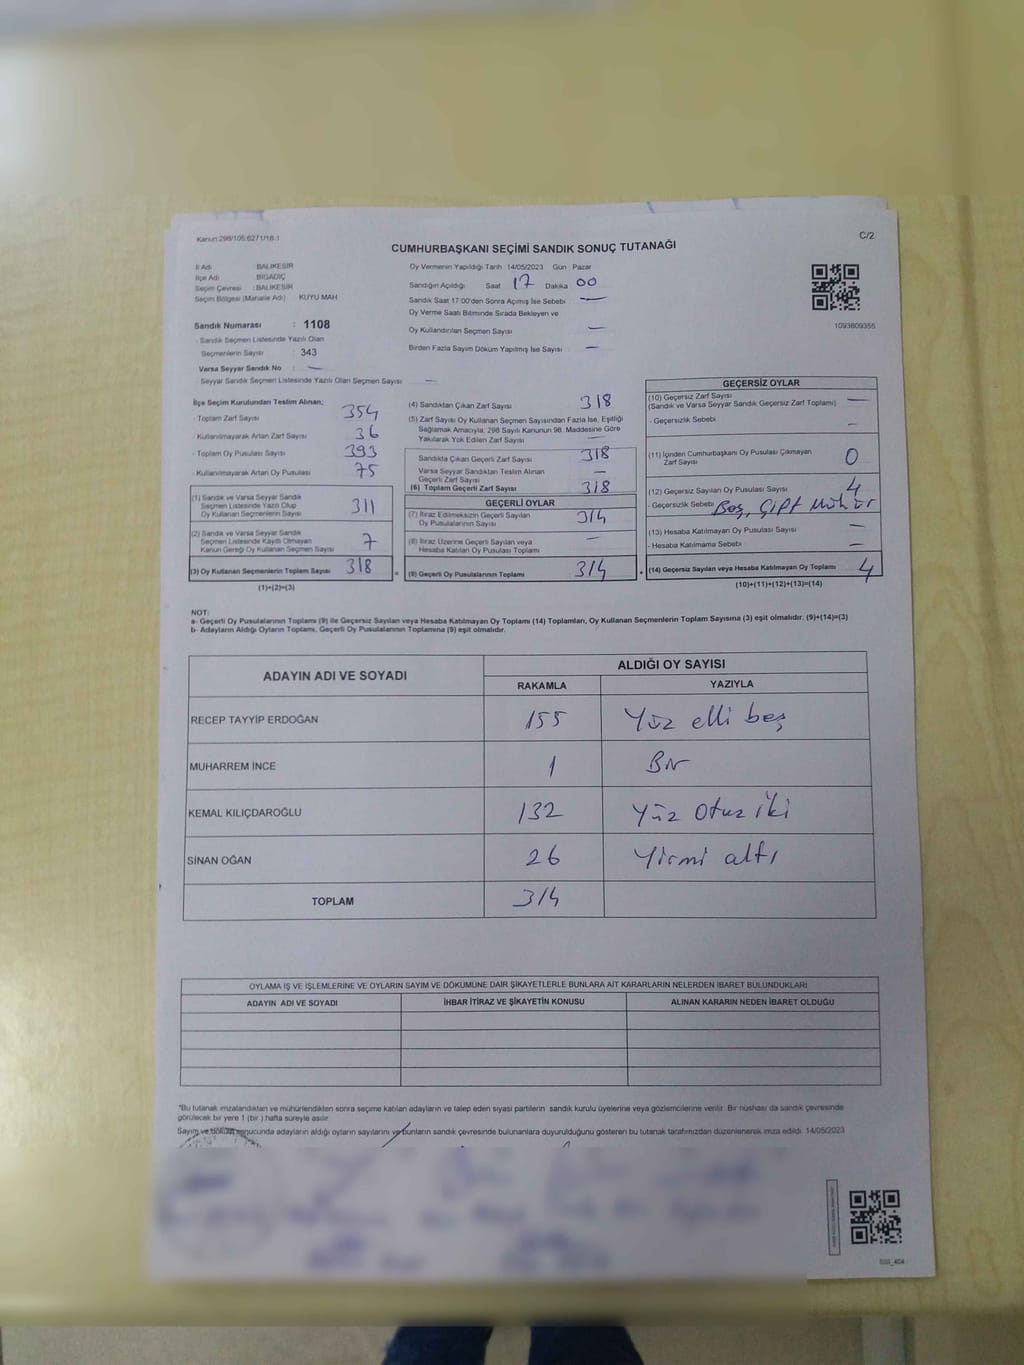 Kanun:298/105;6271/18-1
C/2
CUMHURBAŞKANI SEÇİMİ SANDIK SONUÇ TUTANAĞI
İl Adı : BALIKESİR
İlçe Adı : BİGADİÇ
Seçim Çevresi : BALIKESİR
Seçim Bölgesi (Mahalle Adı) : KUYU MAH
Sandık Numarası : 1108
- Sandık Seçmen Listesinde Yazılı Olan
Seçmenlerin Sayısı : 343
Varsa Seyyar Sandık No : —
- Seyyar Sandık Seçmen Listesinde Yazılı Olan Seçmen Sayısı : —
Oy Vermenin Yapıldığı Tarih 14/05/2023 Gün Pazar
Sandığın Açıldığı Saat 17 Dakika 00
Sandık Saat 17:00'den Sonra Açılmış İse Sebebi : —
Oy Verme Saati Bitiminde Sırada Bekleyen ve
Oy Kullandırılan Seçmen Sayısı —
Birden Fazla Sayım Döküm Yapılmış İse Sayısı : —
1093809355
İlçe Seçim Kurulundan Teslim Alınan;
- Toplam Zarf Sayısı 354
- Kullanılmayarak Artan Zarf Sayısı 36
- Toplam Oy Pusulası Sayısı 393
- Kullanılmayarak Artan Oy Pusulası 75
(1) Sandık ve Varsa Seyyar Sandık
Seçmen Listesinde Yazılı Olup
Oy Kullanan Seçmenlerin Sayısı 311
(2) Sandık ve Varsa Seyyar Sandık
Seçmen Listesinde Kayıtlı Olmayan
Kanun Gereği Oy Kullanan Seçmen Sayısı 7
(3) Oy Kullanan Seçmenlerin Toplam Sayısı 318 =
(1)+(2)=(3)
(4) Sandıktan Çıkan Zarf Sayısı 318
(5) Zarf Sayısı Oy Kullanan Seçmen Sayısından Fazla İse, Eşitliği
Sağlamak Amacıyla, 298 Sayılı Kanunun 98. Maddesine Göre
Yakılarak Yok Edilen Zarf Sayısı —
Sandıkta Çıkan Geçerli Zarf Sayısı 318
Varsa Seyyar Sandıktan Teslim Alınan
Geçerli Zarf Sayısı —
(6) Toplam Geçerli Zarf Sayısı 318
GEÇERLİ OYLAR
(7) İtiraz Edilmeksizin Geçerli Sayılan
Oy Pusulalarının Sayısı 314
(8) İtiraz Üzerine Geçerli Sayılan veya
Hesaba Katılan Oy Pusulası Toplamı —
(9) Geçerli Oy Pusulalarının Toplamı 314 +
GEÇERSİZ OYLAR
(10) Geçersiz Zarf Sayısı
(Sandık ve Varsa Seyyar Sandık Geçersiz Zarf Toplamı) —
- Geçersizlik Sebebi —
(11) İçinden Cumhurbaşkanı Oy Pusulası Çıkmayan
Zarf Sayısı 0
(12) Geçersiz Sayılan Oy Pusulası Sayısı 4
- Geçersizlik Sebebi Boş, Çift Mühür
(13) Hesaba Katılmayan Oy Pusulası Sayısı —
- Hesaba Katılmama Sebebi —
(14) Geçersiz Sayılan veya Hesaba Katılmayan Oy Toplamı 4
(10)+(11)+(12)+(13)=(14)
NOT:
a- Geçerli Oy Pusulalarının Toplamı (9) ile Geçersiz Sayılan veya Hesaba Katılmayan Oy Toplamı (14) Toplamları, Oy Kullanan Seçmenlerin Toplam Sayısına (3) eşit olmalıdır. (9)+(14)=(3)
b- Adayların Aldığı Oyların Toplamı, Geçerli Oy Pusulalarının Toplamına (9) eşit olmalıdır.
ADAYIN ADI VE SOYADI ALDIĞI OY SAYISI
RAKAMLA YAZIYLA
RECEP TAYYİP ERDOĞAN 155 Yüz elli beş
MUHARREM İNCE 1 Bir
KEMAL KILIÇDAROĞLU 132 Yüz Otuz iki
SİNAN OĞAN 26 Yirmi altı
TOPLAM 314
OYLAMA İŞ VE İŞLEMLERİNE VE OYLARIN SAYIM VE DÖKÜMÜNE DAİR ŞİKAYETLERLE BUNLARA AİT KARARLARIN NELERDEN İBARET BULUNDUKLARI
ADAYIN ADI VE SOYADI İHBAR İTİRAZ VE ŞİKAYETİN KONUSU ALINAN KARARIN NEDEN İBARET OLDUĞU
*Bu tutanak imzalandıktan ve mühürlendikten sonra seçime katılan adayların ve talep eden siyasi partilerin sandık kurulu üyelerine veya gözlemcilerine verilir. Bir nüshası da sandık çevresinde
görülecek bir yere 1 (bir ) hafta süreyle asılır.
Sayım ve döküm sonucunda adayların aldığı oyların sayılarını ve bunların sandık çevresinde bulunanlara duyurulduğunu gösteren bu tutanak tarafımızdan düzenlenerek imza edildi. 14/05/2023